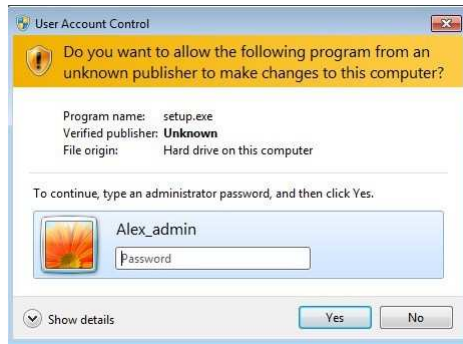 User Account Control
Do you want to allow the following program from an
unknown publisher to make changes to this computer?
Program name: setup.exe
Verified publisher: Unknown
File origin: Hard drive on this computer
To continue, type an administrator password, and then click Yes.
Alex_admin
Password
Show details
Yes No